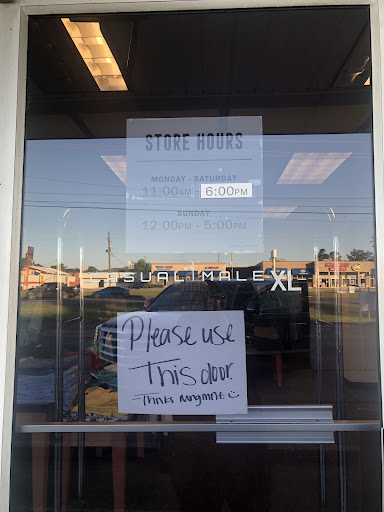 STORE HOURS
MONDAY - SATURDAY
11:00AM - 6:00PM
SUNDAY
12:00PM - 5:00PM
CASUAL MALE XL
Please use
This door.
Thnks mngmnt. :)